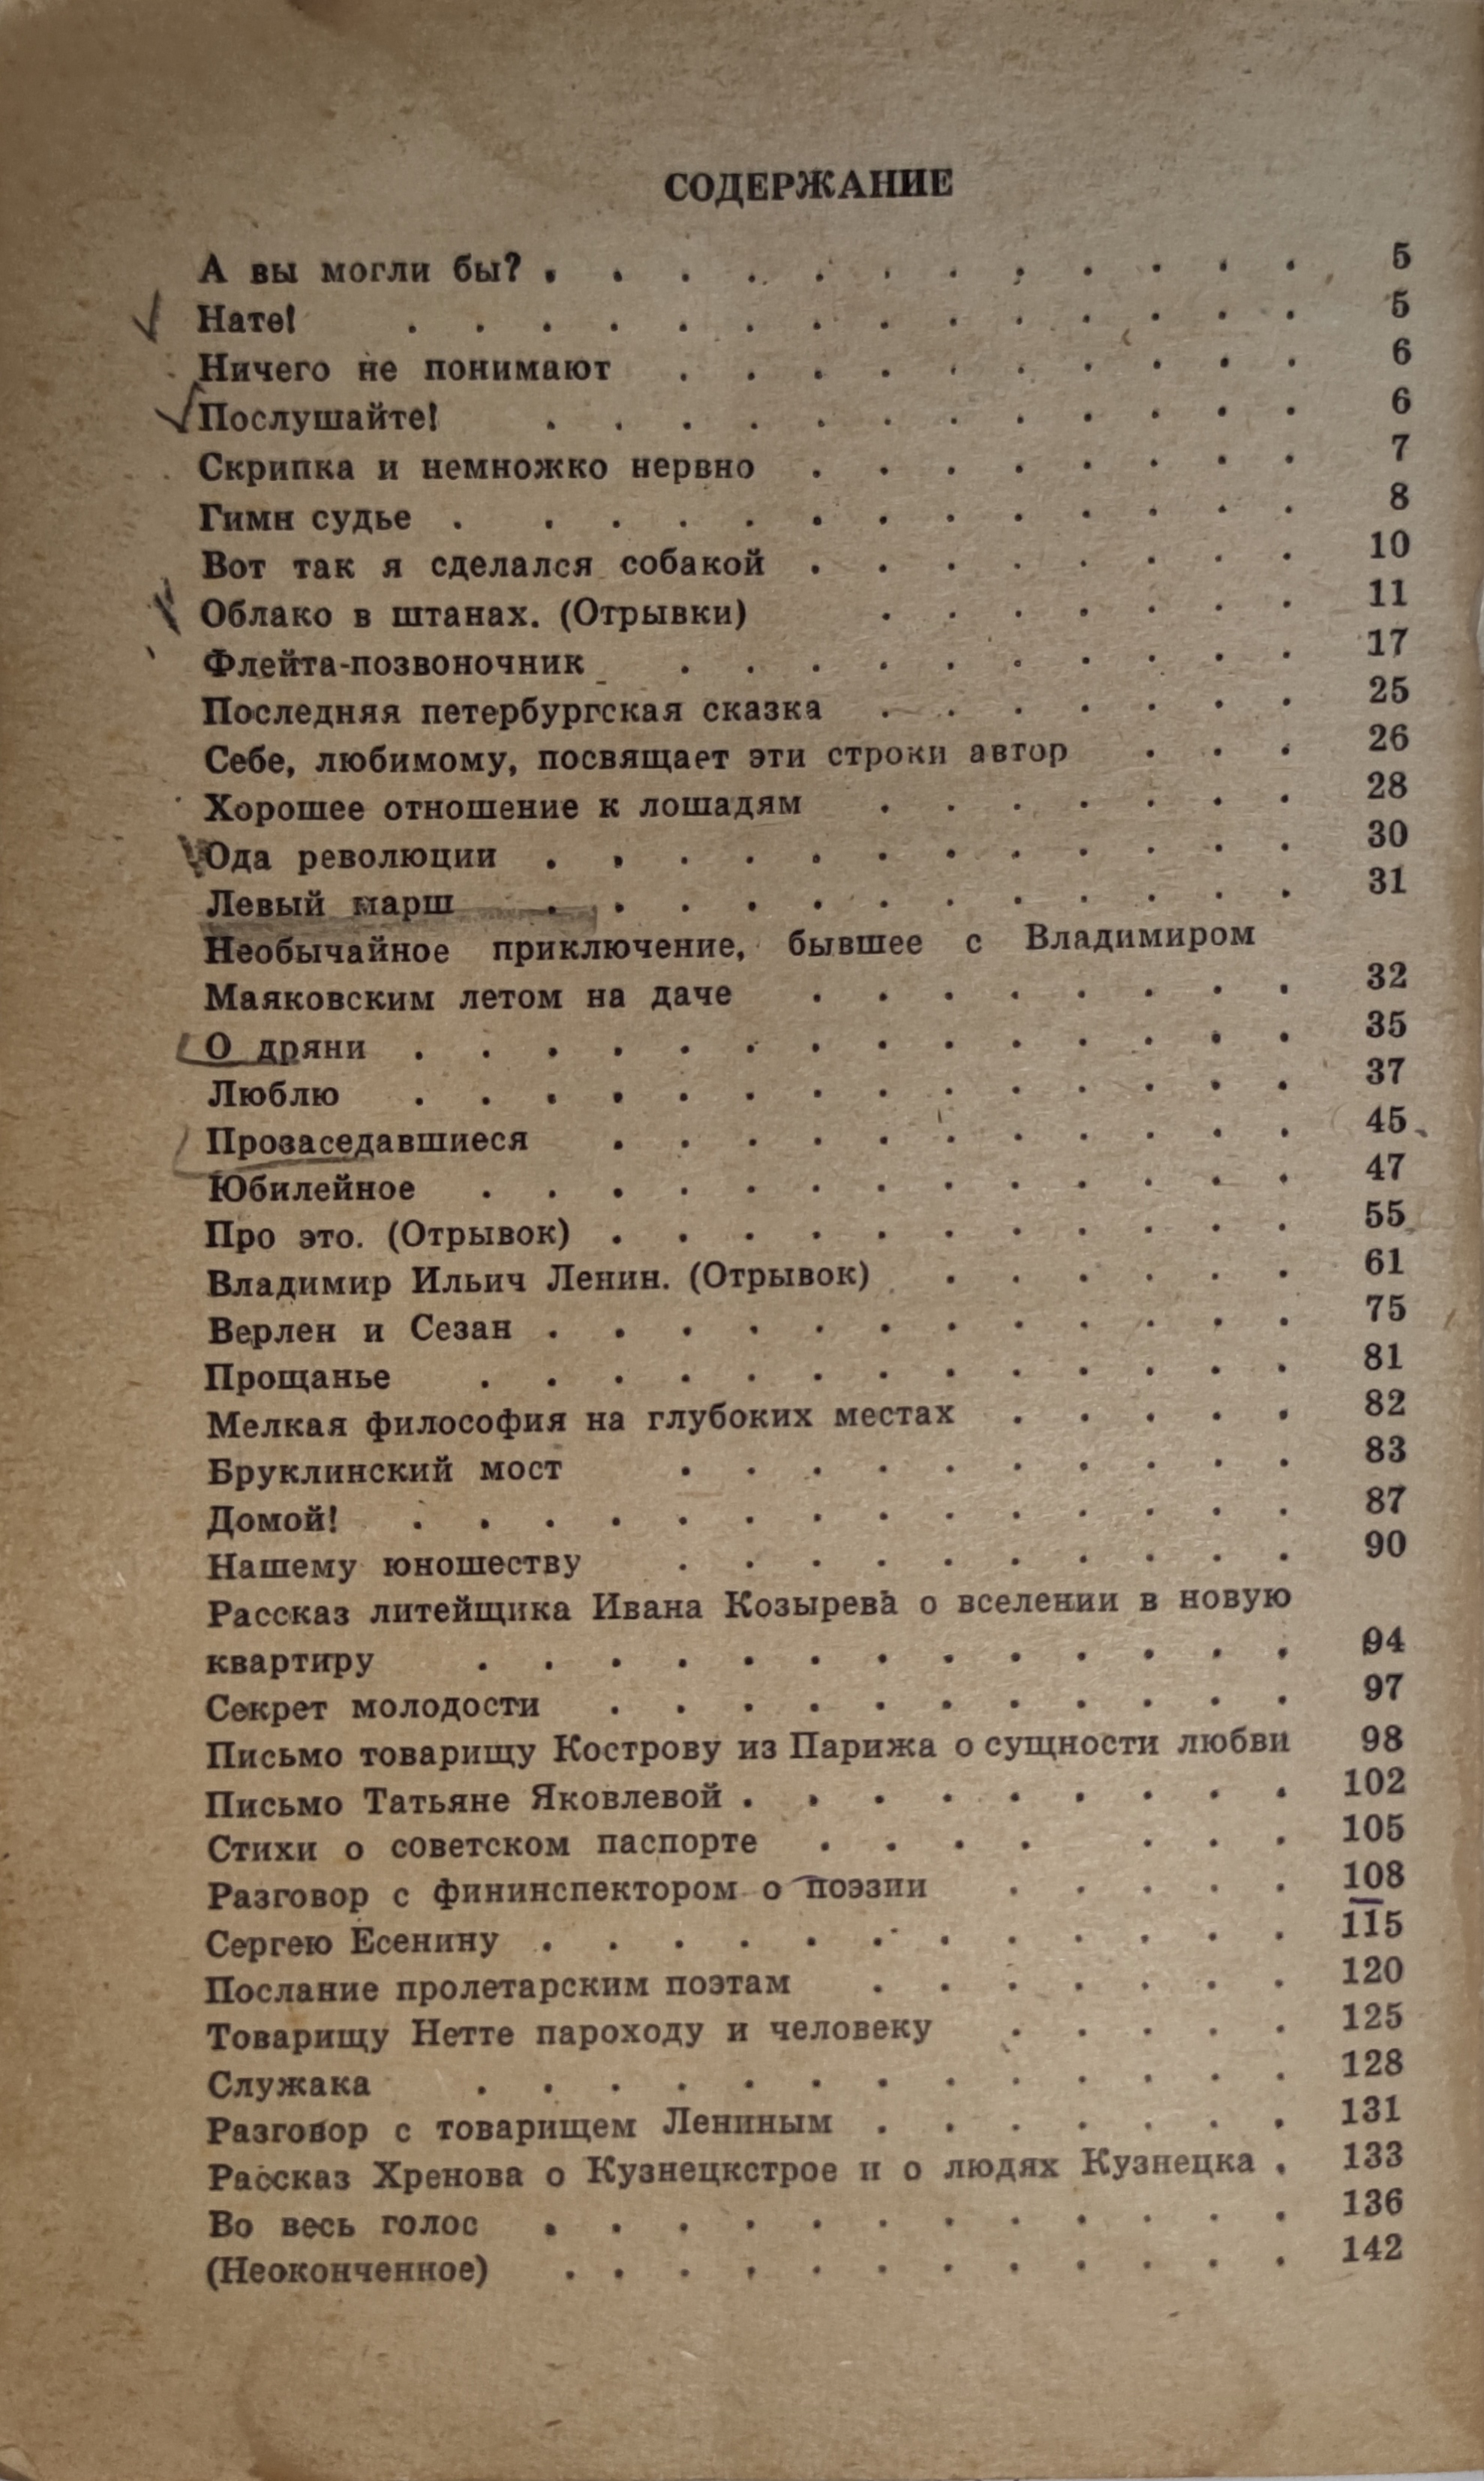 СОДЕРЖАНИЕ
А вы могли бы? . . . . . . . . . . . . 5
Нате! . . . . . . . . . . . . . . 5
Ничего не понимают . . . . . . . . . . 6
Послушайте! . . . . . . . . . . . . 6
Скрипка и немножко нервно . . . . . . . . 7
Гимн судье . . . . . . . . . . . . . 8
Вот так я сделался собакой . . . . . . . . 10
Облако в штанах. (Отрывки) . . . . . . . 11
Флейта-позвоночник . . . . . . . . . . 17
Последняя петербургская сказка . . . . . . . 25
Себе, любимому, посвящает эти строки автор . . . 26
Хорошее отношение к лошадям . . . . . . . 28
Ода революции . . . . . . . . . . . . 30
Левый марш . . . . . . . . . . . . 31
Необычайное приключение, бывшее с Владимиром
Маяковским летом на даче . . . . . . . . 32
О дряни . . . . . . . . . . . . . . 35
Люблю . . . . . . . . . . . . . . 37
Прозаседавшиеся . . . . . . . . . . . 45
Юбилейное . . . . . . . . . . . . . 47
Про это. (Отрывок) . . . . . . . . . . . 55
Владимир Ильич Ленин. (Отрывок) . . . . . . 61
Верлен и Сезан . . . . . . . . . . . . 75
Прощанье . . . . . . . . . . . . . 81
Мелкая философия на глубоких местах . . . . . 82
Бруклинский мост . . . . . . . . . . 83
Домой! . . . . . . . . . . . . . . 87
Нашему юношеству . . . . . . . . . . 90
Рассказ литейщика Ивана Козырева о вселении в новую
квартиру . . . . . . . . . . . . . 94
Секрет молодости . . . . . . . . . . . 97
Письмо товарищу Кострову из Парижа о сущности любви 98
Письмо Татьяне Яковлевой . . . . . . . . . 102
Стихи о советском паспорте . . . . . . . 105
Разговор с фининспектором о поэзии . . . . . 108
Сергею Есенину . . . . . . . . . . . . 115
Послание пролетарским поэтам . . . . . . . 120
Товарищу Нетте пароходу и человеку . . . . . 125
Служака . . . . . . . . . . . . . 128
Разговор с товарищем Лениным . . . . . . . 131
Рассказ Хренова о Кузнецкстрое и о людях Кузнецка . 133
Во весь голос . . . . . . . . . . . . 136
(Неоконченное) . . . . . . . . . . . . 142